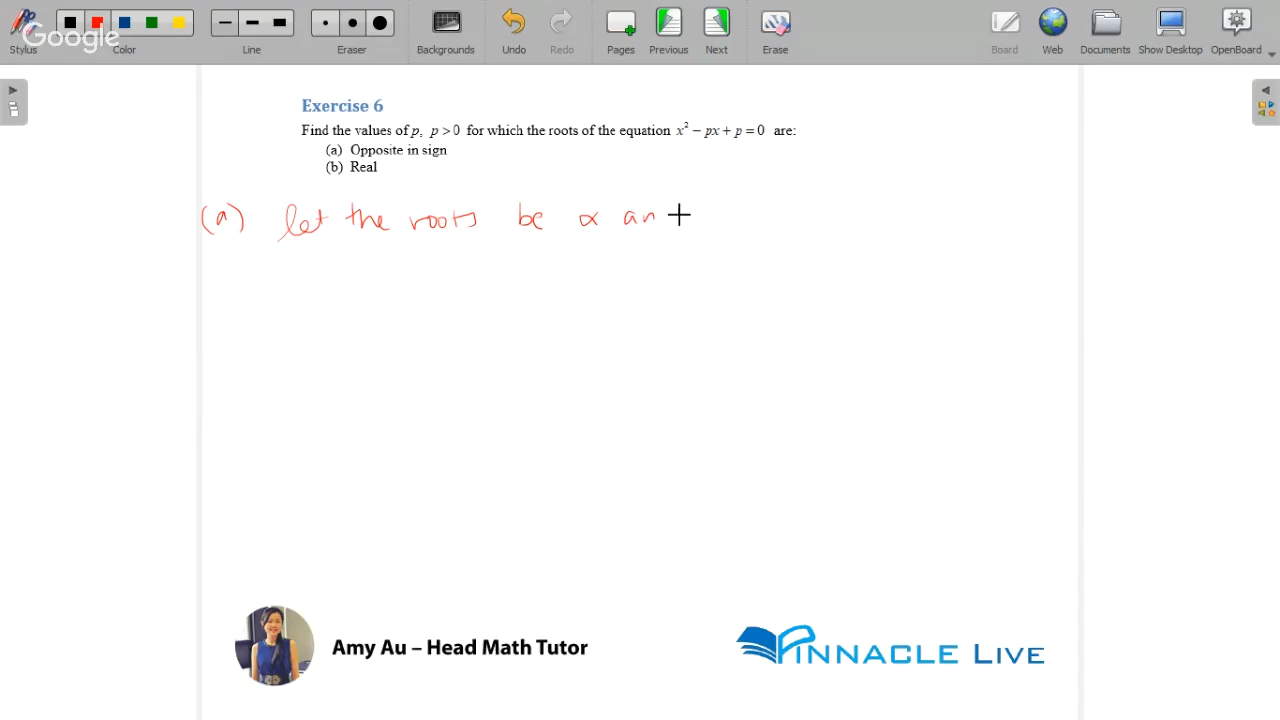 Stylus Color Line Eraser Backgrounds Undo Redo Pages Previous Next Erase Board Web Documents Show Desktop OpenBoard
Google
Exercise 6
Find the values of p, p > 0 for which the roots of the equation x² − px + p = 0 are:
(a) Opposite in sign
(b) Real
(a) let the roots be α an
Amy Au – Head Math Tutor
PINNACLE LIVE